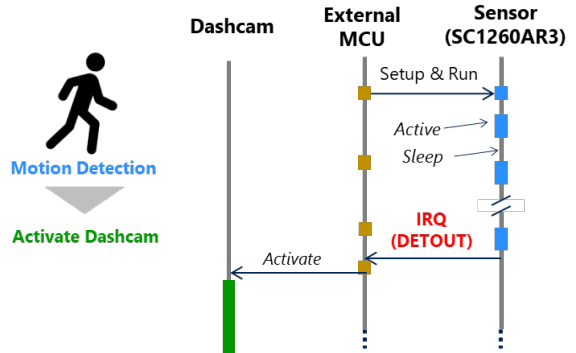 Dashcam
External
MCU
Sensor
(SC1260AR3)
Setup & Run
Active
Sleep
Motion Detection
Activate Dashcam
IRQ
(DETOUT)
Activate